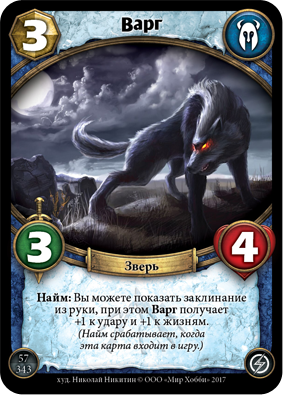 3
Варг
3
4
Зверь
Найм: Вы можете показать заклинание
из руки, при этом Варг получает
+1 к удару и +1 к жизням.
(Найм срабатывает, когда
эта карта входит в игру.)
57
343
худ. Николай Никитин © ООО «Мир Хобби» 2017